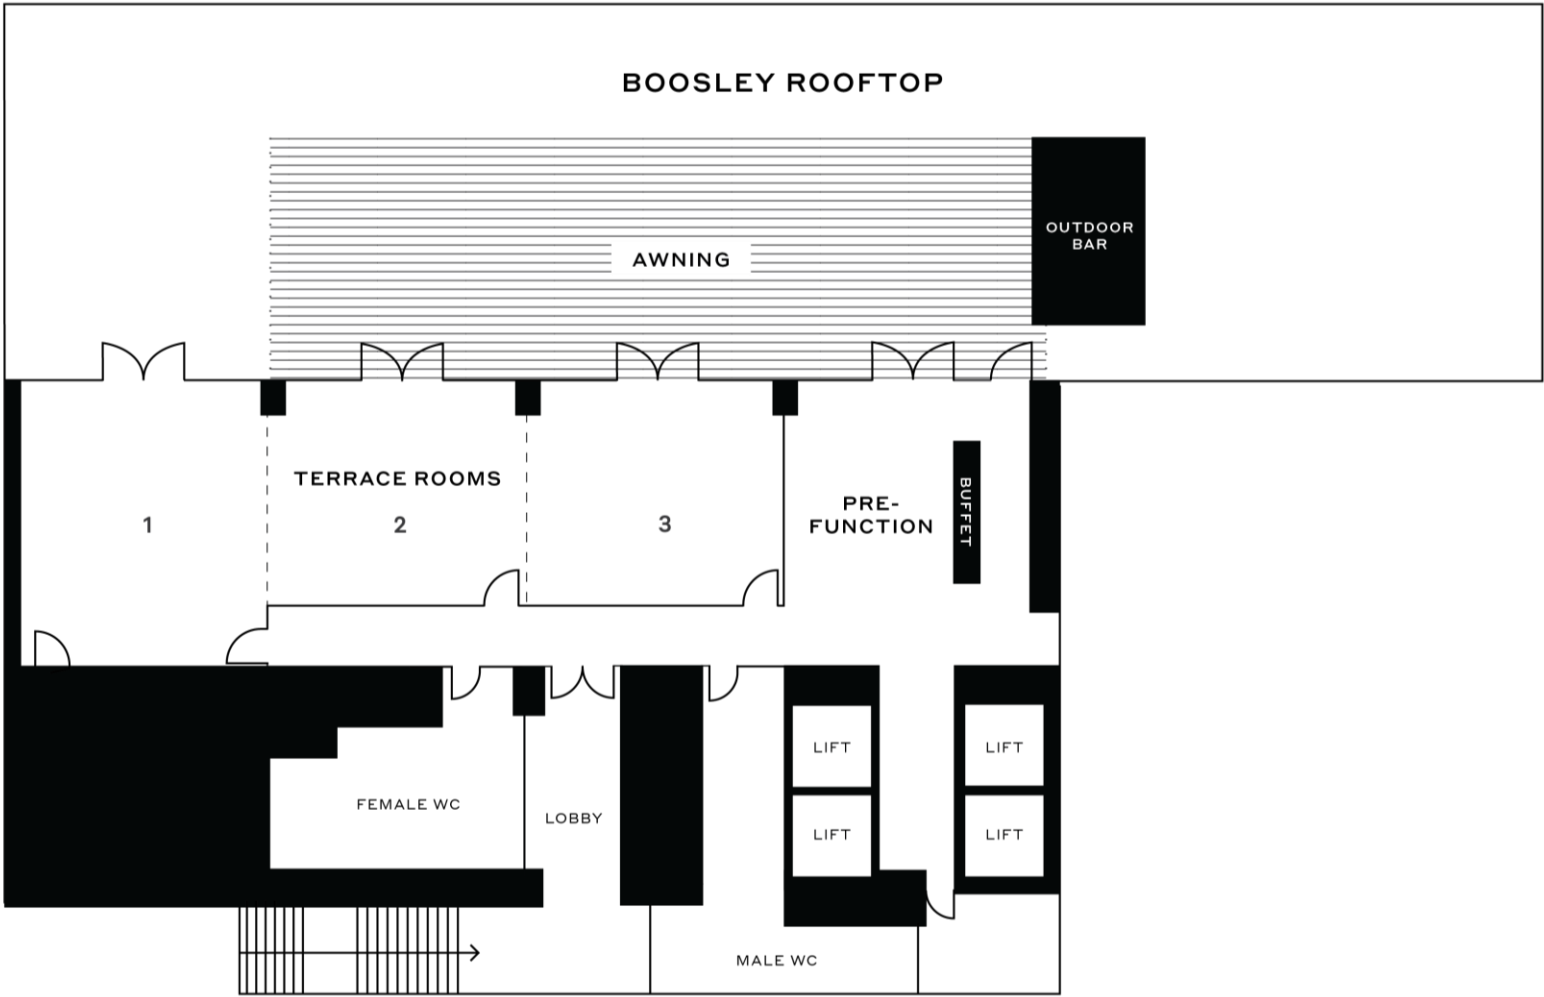 BOOSLEY ROOFTOP
OUTDOOR
BAR
AWNING
TERRACE ROOMS
1
2
3
PRE-
FUNCTION
BUFFET
LIFT
LIFT
FEMALE WC
LOBBY
LIFT
LIFT
MALE WC